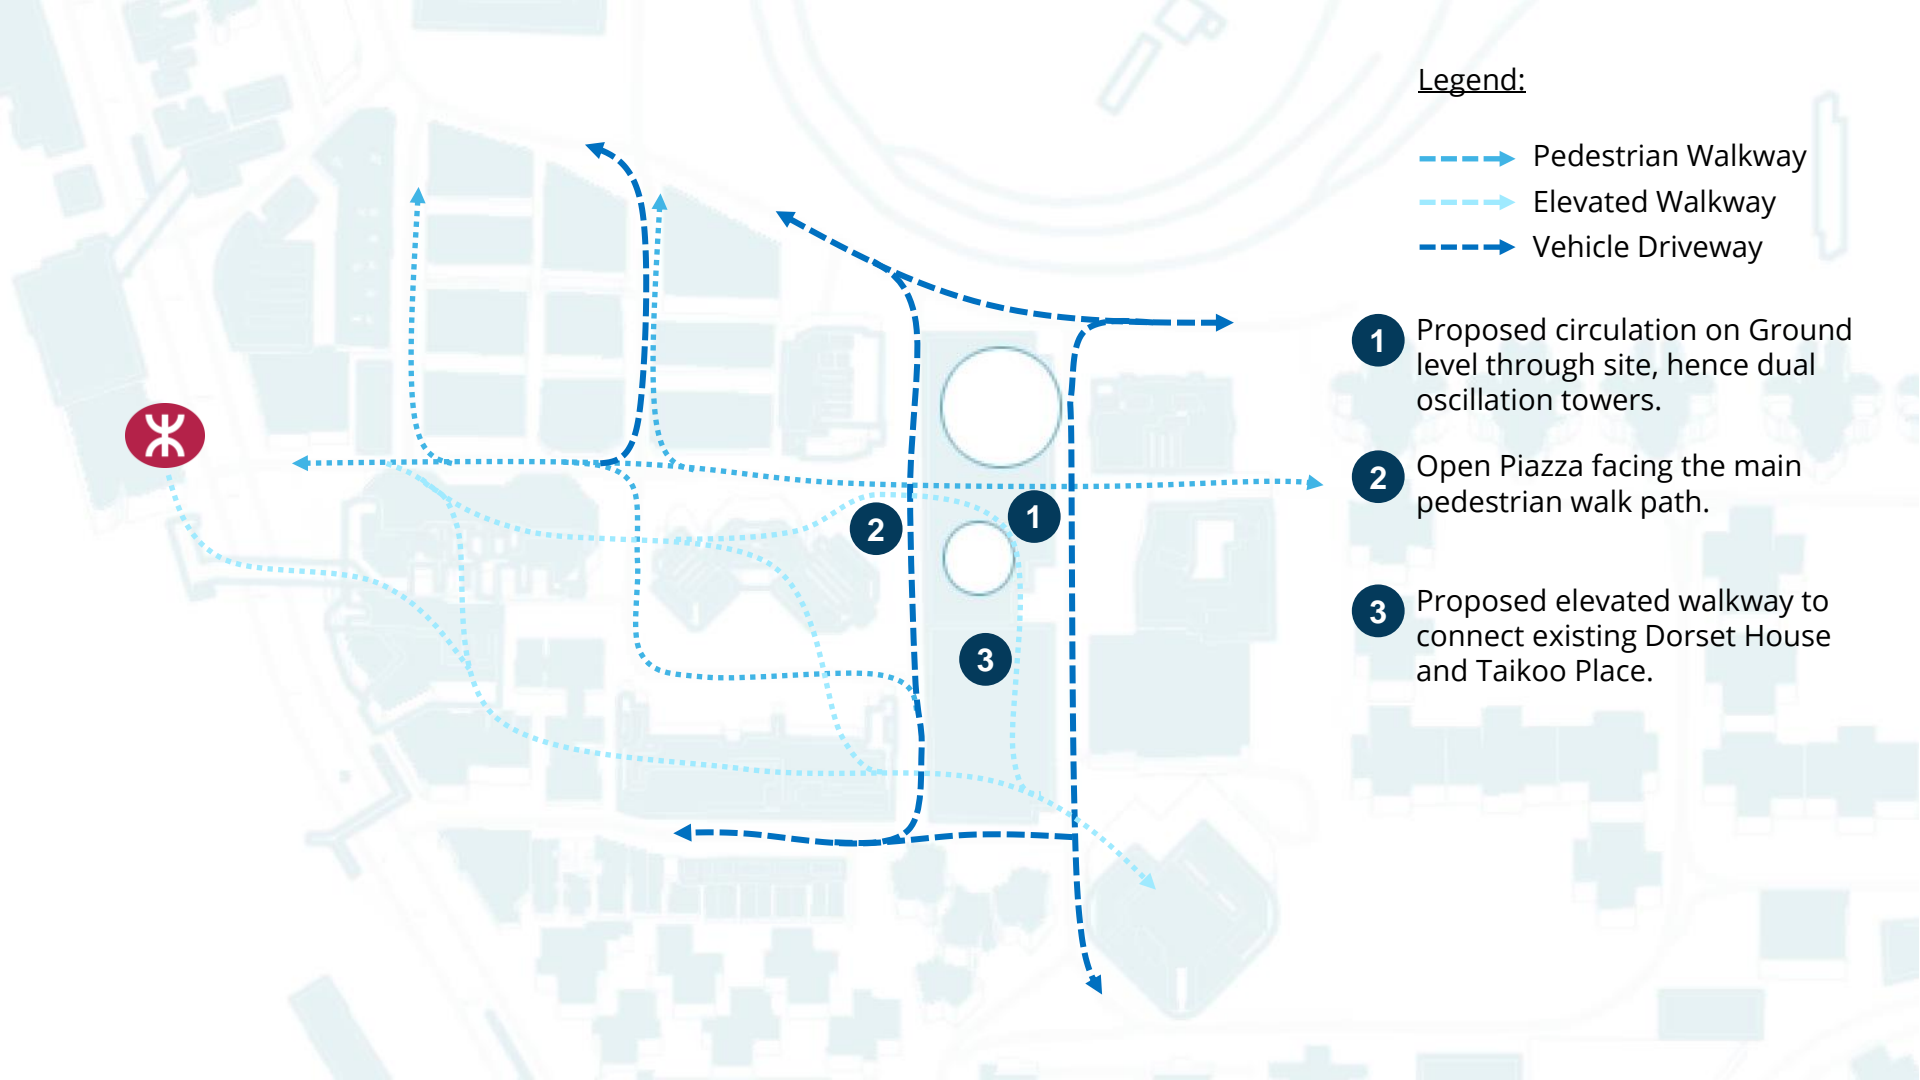 Legend:
Pedestrian Walkway
Elevated Walkway
Vehicle Driveway
1 Proposed circulation on Ground
level through site, hence dual
oscillation towers.
2 Open Piazza facing the main
pedestrian walk path.
3 Proposed elevated walkway to
connect existing Dorset House
and Taikoo Place.
2
1
3